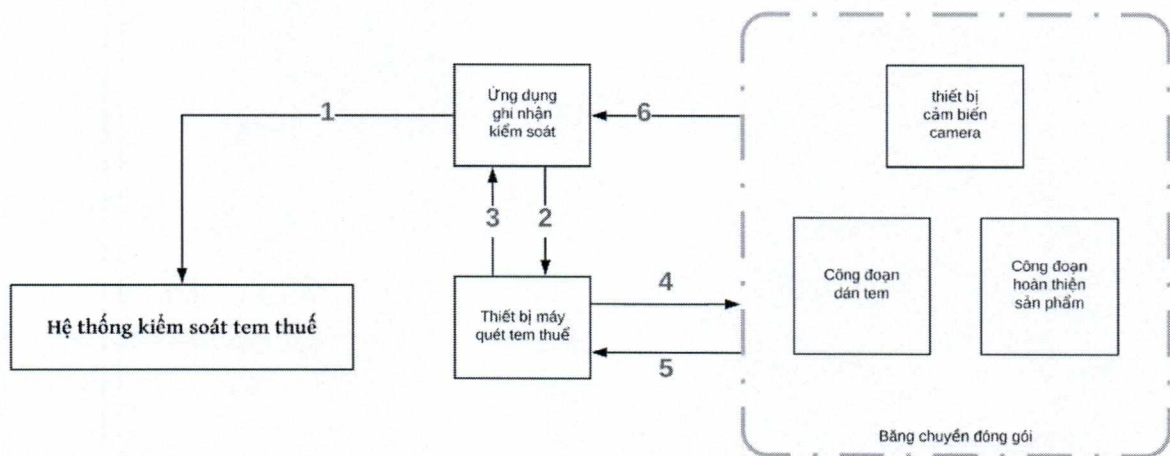 Ứng dụng
ghi nhận
kiểm soát
thiết bị
cảm biến
camera
1
6
3
2
Hệ thống kiểm soát tem thuế
Thiết bị máy
quét tem thuế
4
5
Công đoạn
dán tem
Công đoạn
hoàn thiện
sản phẩm
Băng chuyền đóng gói